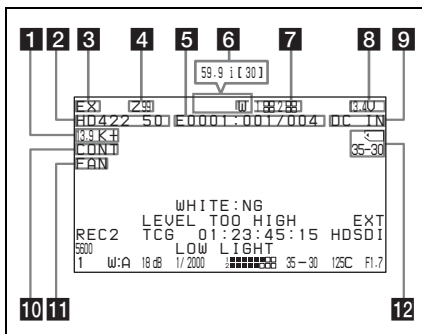 1 2 3 4 5 6 7 8 9
59.9 i [ 30 ]
EX Z99 W 1 2 13.4V
HD422 50 E0001:001/004 DC IN
13.9 K+
CONT 35-30
FAN
WHITE:NG
LEVEL TOO HIGH EXT
REC2 TCG 01:23:45:15 HDSDI
5600 LOW LIGHT
1 W:A 18 dB 1/2000 35-30 125C F1.7
10 11 12